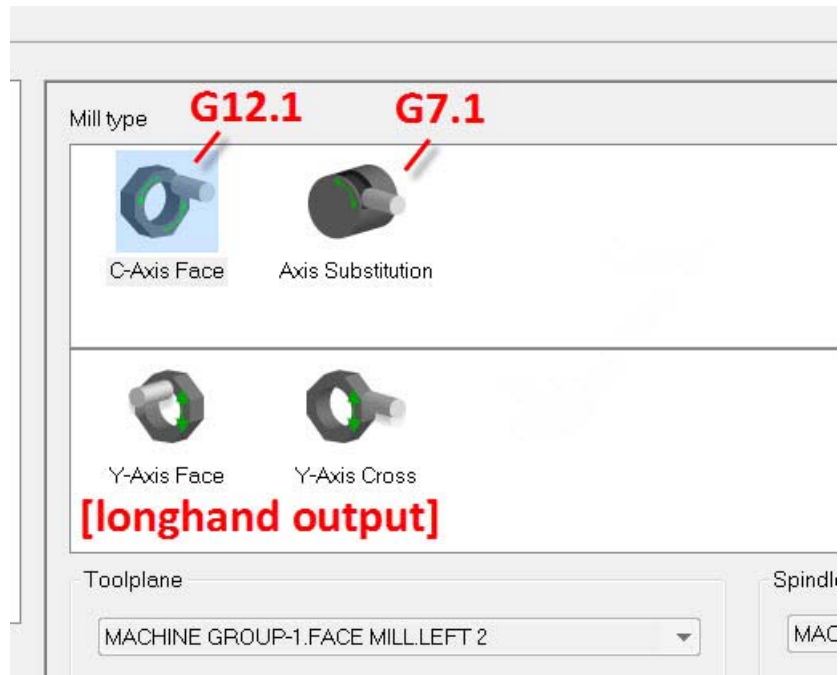 Mill type
G12.1
G7.1
C-Axis Face
Axis Substitution
Y-Axis Face
Y-Axis Cross
[longhand output]
Toolplane
Spindl
MACHINE GROUP-1.FACE MILL.LEFT 2
MAC